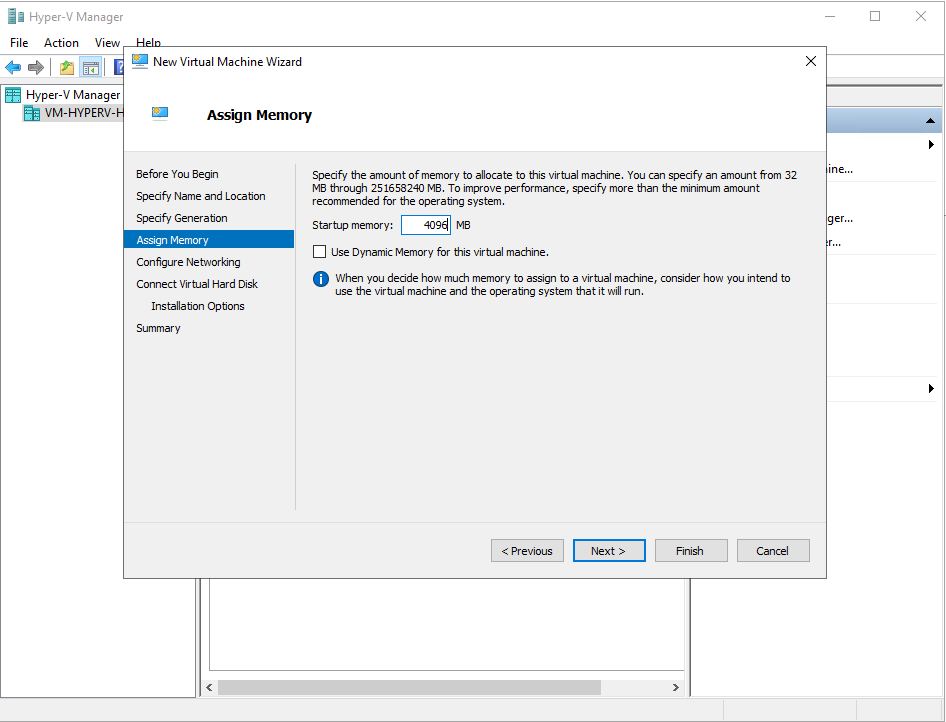 Hyper-V Manager
File Action View Help
New Virtual Machine Wizard
Assign Memory
Hyper-V Manager
VM-HYPERV-H
Before You Begin
Specify Name and Location
Specify Generation
Assign Memory
Configure Networking
Connect Virtual Hard Disk
Installation Options
Summary
Specify the amount of memory to allocate to this virtual machine. You can specify an amount from 32
MB through 251658240 MB. To improve performance, specify more than the minimum amount
recommended for the operating system.
Startup memory: 4096 MB
Use Dynamic Memory for this virtual machine.
When you decide how much memory to assign to a virtual machine, consider how you intend to
use the virtual machine and the operating system that it will run.
< Previous
Next >
Finish
Cancel
ine...
ger...
r...